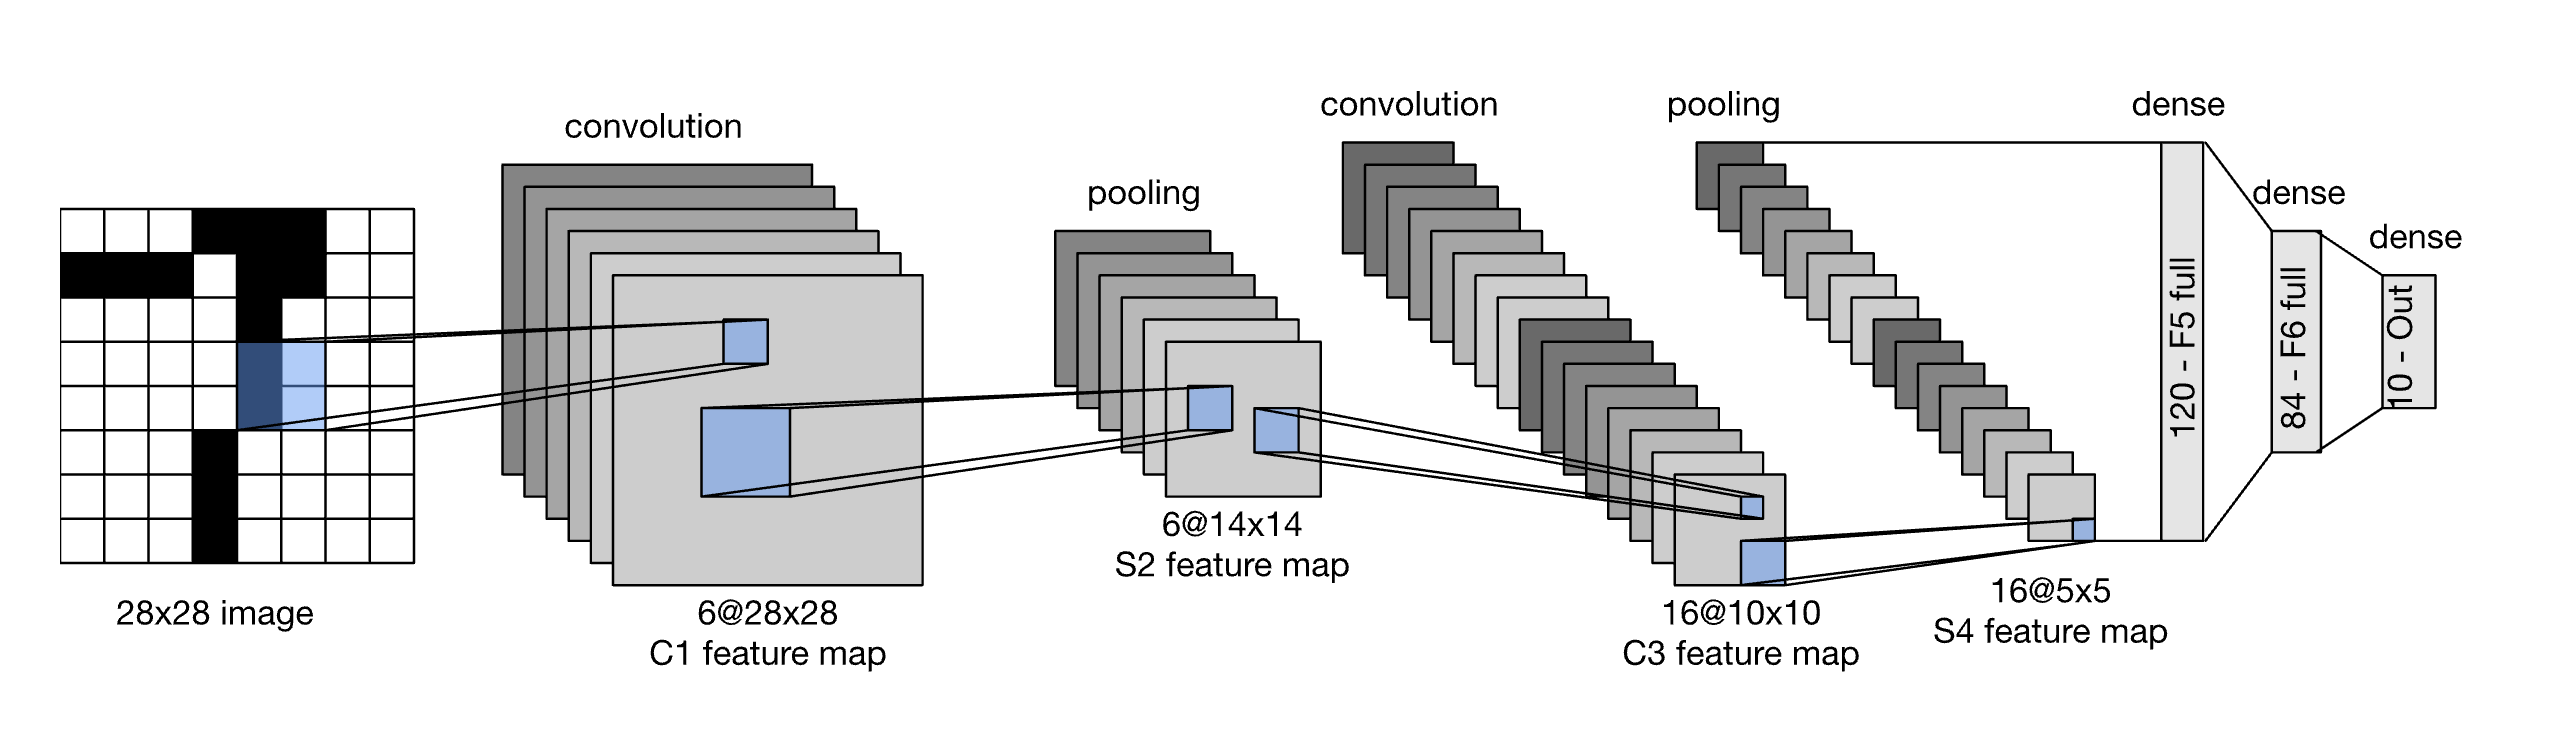 convolution
pooling
convolution
pooling
dense
dense
dense
28x28 image
6@28x28
C1 feature map
6@14x14
S2 feature map
16@10x10
C3 feature map
16@5x5
S4 feature map
120 - F5 full
84 - F6 full
10 - Out